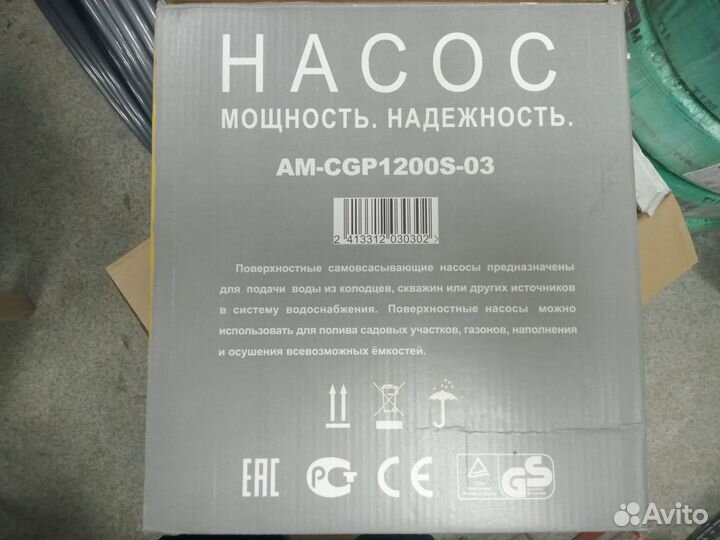 НАСОС
МОЩНОСТЬ. НАДЕЖНОСТЬ.
AM-CGP1200S-03
2 413312 030302 >
Поверхностные самовсасывающие насосы предназначены
для подачи воды из колодцев, скважин или других источников
в систему водоснабжения. Поверхностные насосы можно
использовать для полива садовых участков, газонов, наполнения
и осушения всевозможных ёмкостей.
EAC PCT CE GS
Avito